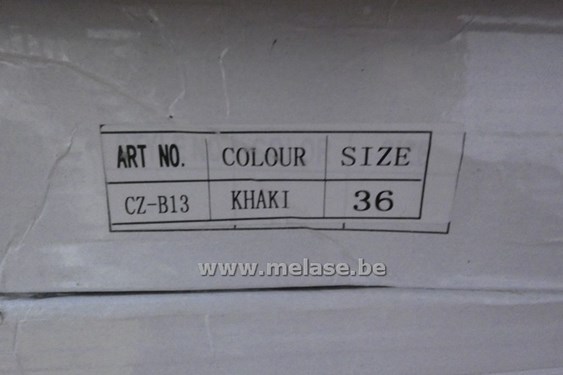 ART NO. COLOUR SIZE
CZ-B13 KHAKI 36
www.melase.be